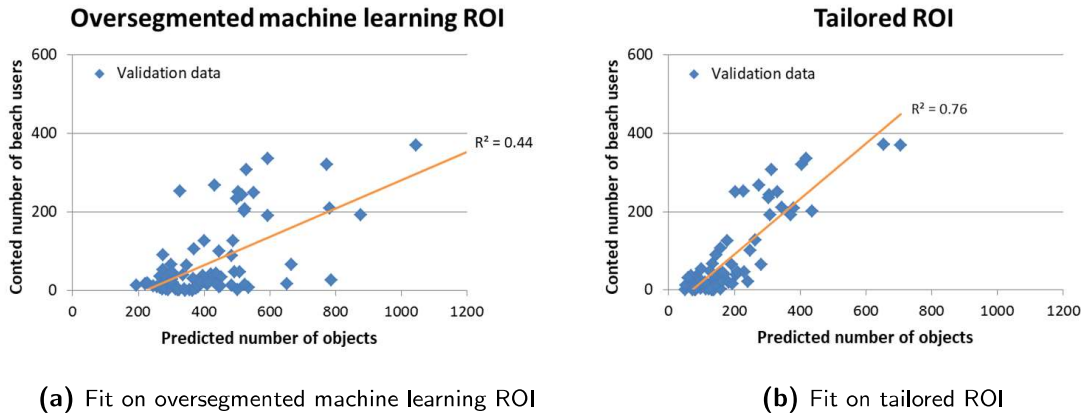 Oversegmented machine learning ROI
Conted number of beach users
600
400
200
0
Validation data
R² = 0.44
0 200 400 600 800 1000 1200
Predicted number of objects
(a) Fit on oversegmented machine learning ROI
Tailored ROI
Conted number of beach users
600
400
200
0
Validation data
R² = 0.76
0 200 400 600 800 1000 1200
Predicted number of objects
(b) Fit on tailored ROI